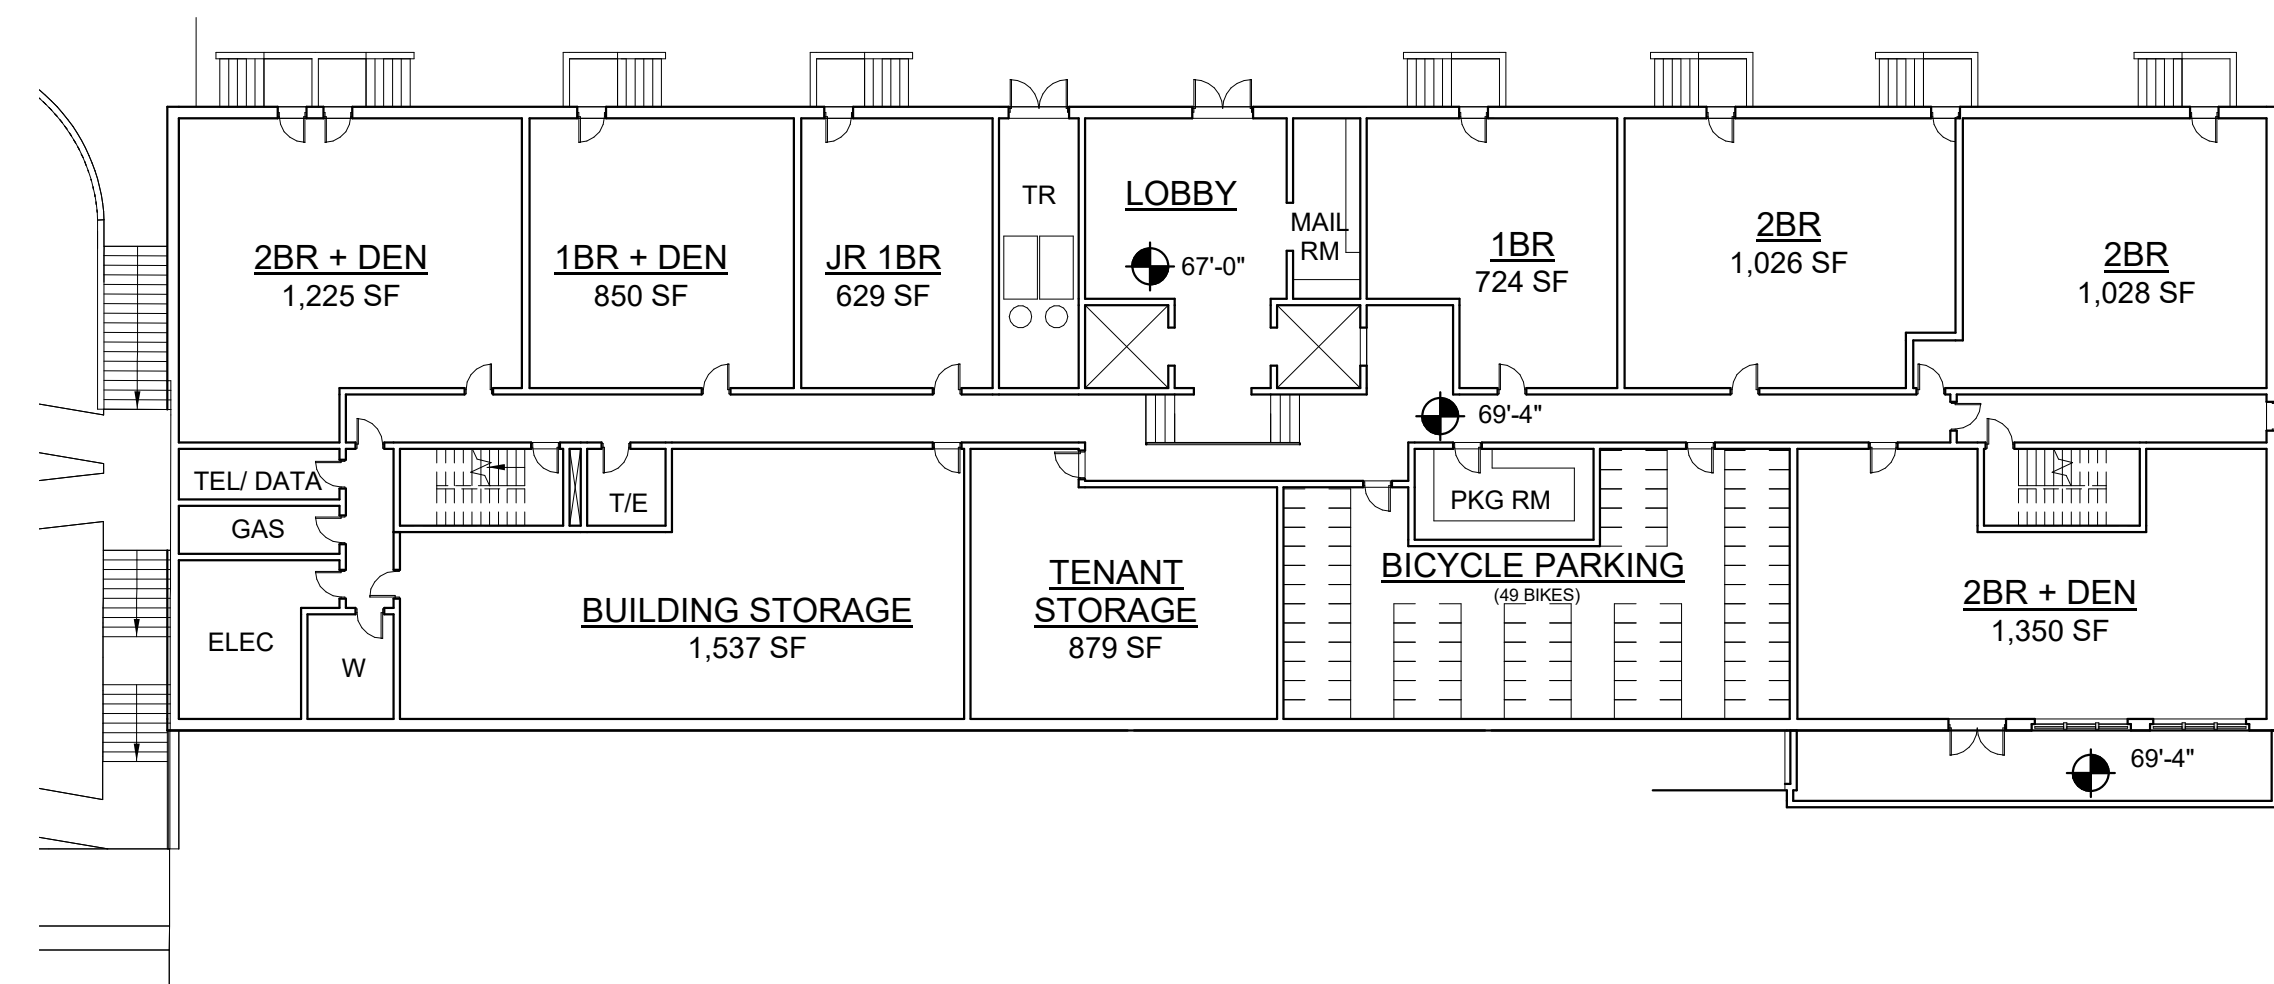 TR
LOBBY
67'-0"
MAIL
RM
2BR + DEN
1,225 SF
1BR + DEN
850 SF
JR 1BR
629 SF
1BR
724 SF
2BR
1,026 SF
2BR
1,028 SF
69'-4"
TEL/ DATA
GAS
ELEC
W
T/E
BUILDING STORAGE
1,537 SF
TENANT
STORAGE
879 SF
PKG RM
BICYCLE PARKING
(49 BIKES)
2BR + DEN
1,350 SF
69'-4"